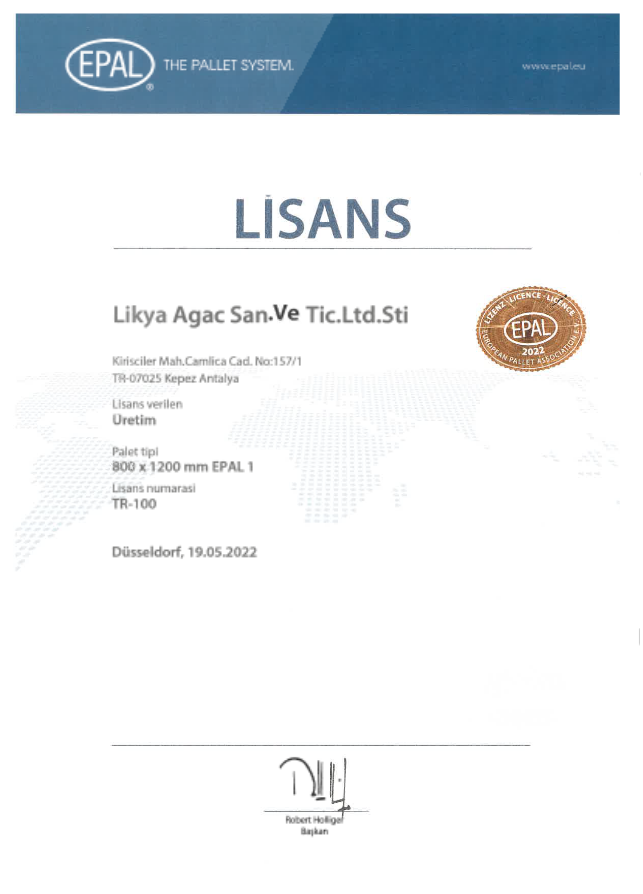 EPAL
®
THE PALLET SYSTEM.
www.epal.eu
LİSANS
Likya Agac San.Ve Tic.Ltd.Sti
LIZENZ · LICENCE · LICENCE
EPAL
2022
EUROPEAN PALLET ASSOCIATION e.V.
Kirisciler Mah.Camlica Cad. No:157/1
TR-07025 Kepez Antalya
Lisans verilen
Üretim
Palet tipi
800 x 1200 mm EPAL 1
Lisans numarasi
TR-100
Düsseldorf, 19.05.2022
Robert Holliger
Başkan